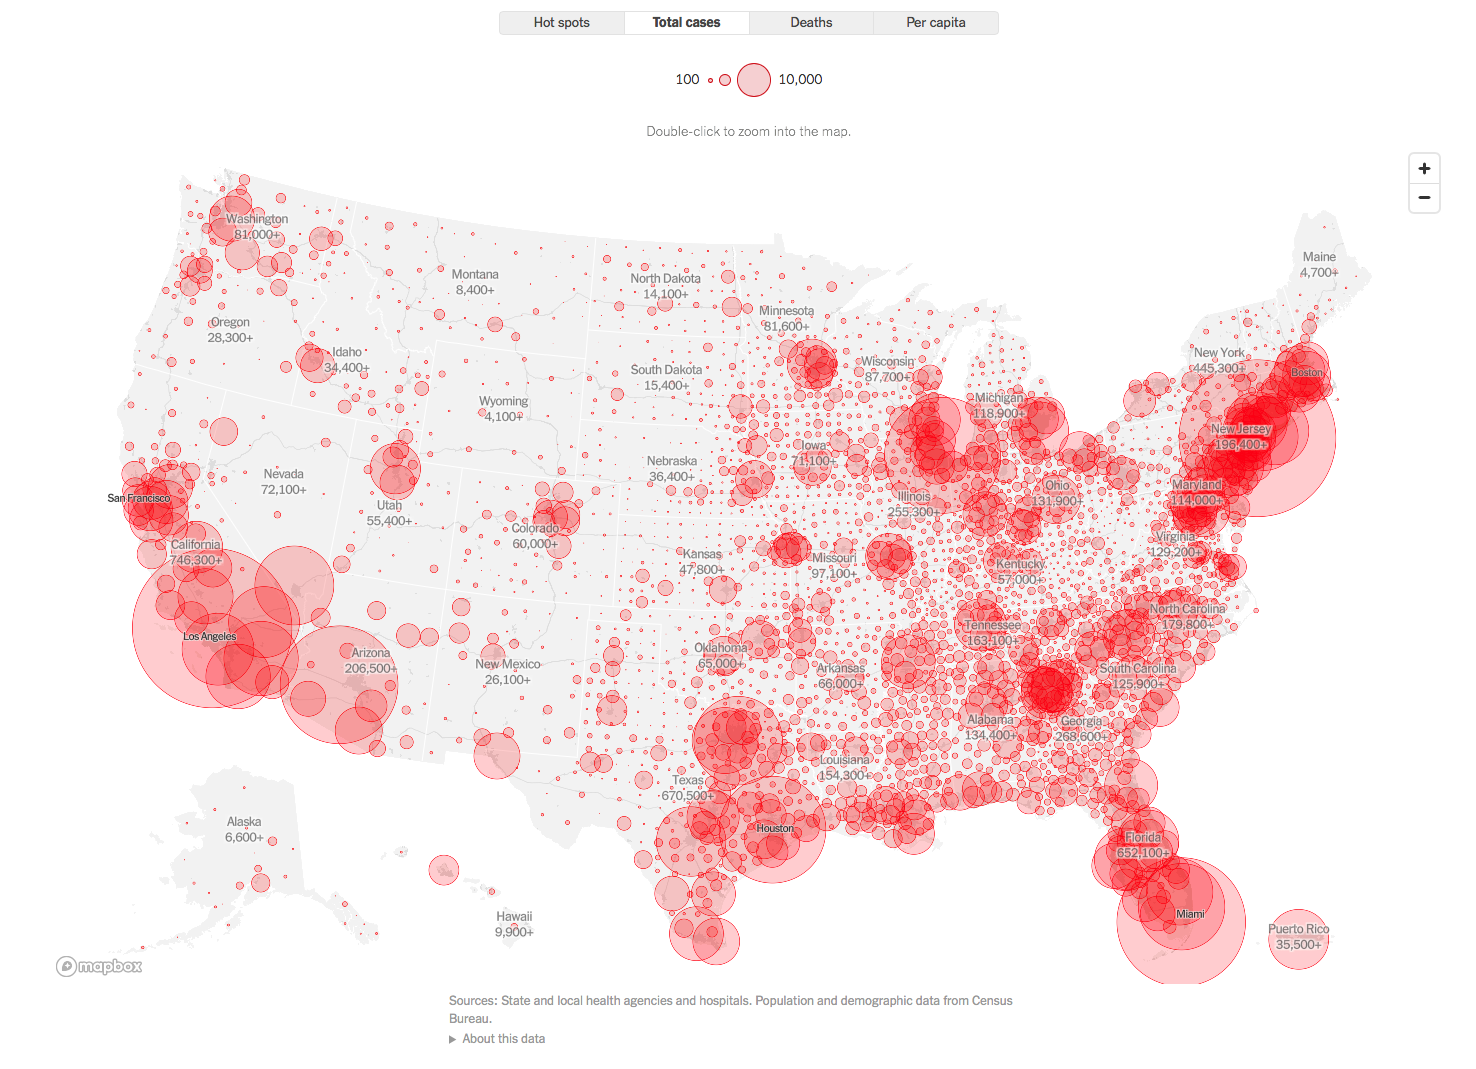 Hot spots
Total cases
Deaths
Per capita
100
10,000
Double-click to zoom into the map.
+
−
Washington
81,000+
Montana
8,400+
North Dakota
14,100+
Minnesota
81,600+
Maine
4,700+
Oregon
28,300+
Idaho
34,400+
South Dakota
15,400+
Wisconsin
87,700+
New York
445,300+
Boston
Wyoming
4,100+
Michigan
118,900+
New Jersey
196,400+
Nevada
72,100+
Utah
55,400+
Nebraska
36,400+
Iowa
71,100+
Illinois
255,300+
Ohio
131,900+
Maryland
114,000+
San Francisco
California
746,300+
Colorado
60,000+
Kansas
47,800+
Missouri
97,100+
Kentucky
57,000+
Virginia
129,200+
Los Angeles
Arizona
206,500+
New Mexico
26,100+
Oklahoma
65,000+
Arkansas
66,000+
Tennessee
163,100+
North Carolina
179,800+
South Carolina
125,900+
Alabama
134,400+
Georgia
268,600+
Texas
670,500+
Louisiana
154,300+
Houston
Alaska
6,600+
Florida
652,100+
Miami
Hawaii
9,900+
Puerto Rico
35,500+
mapbox
Sources: State and local health agencies and hospitals. Population and demographic data from Census
Bureau.
▶ About this data